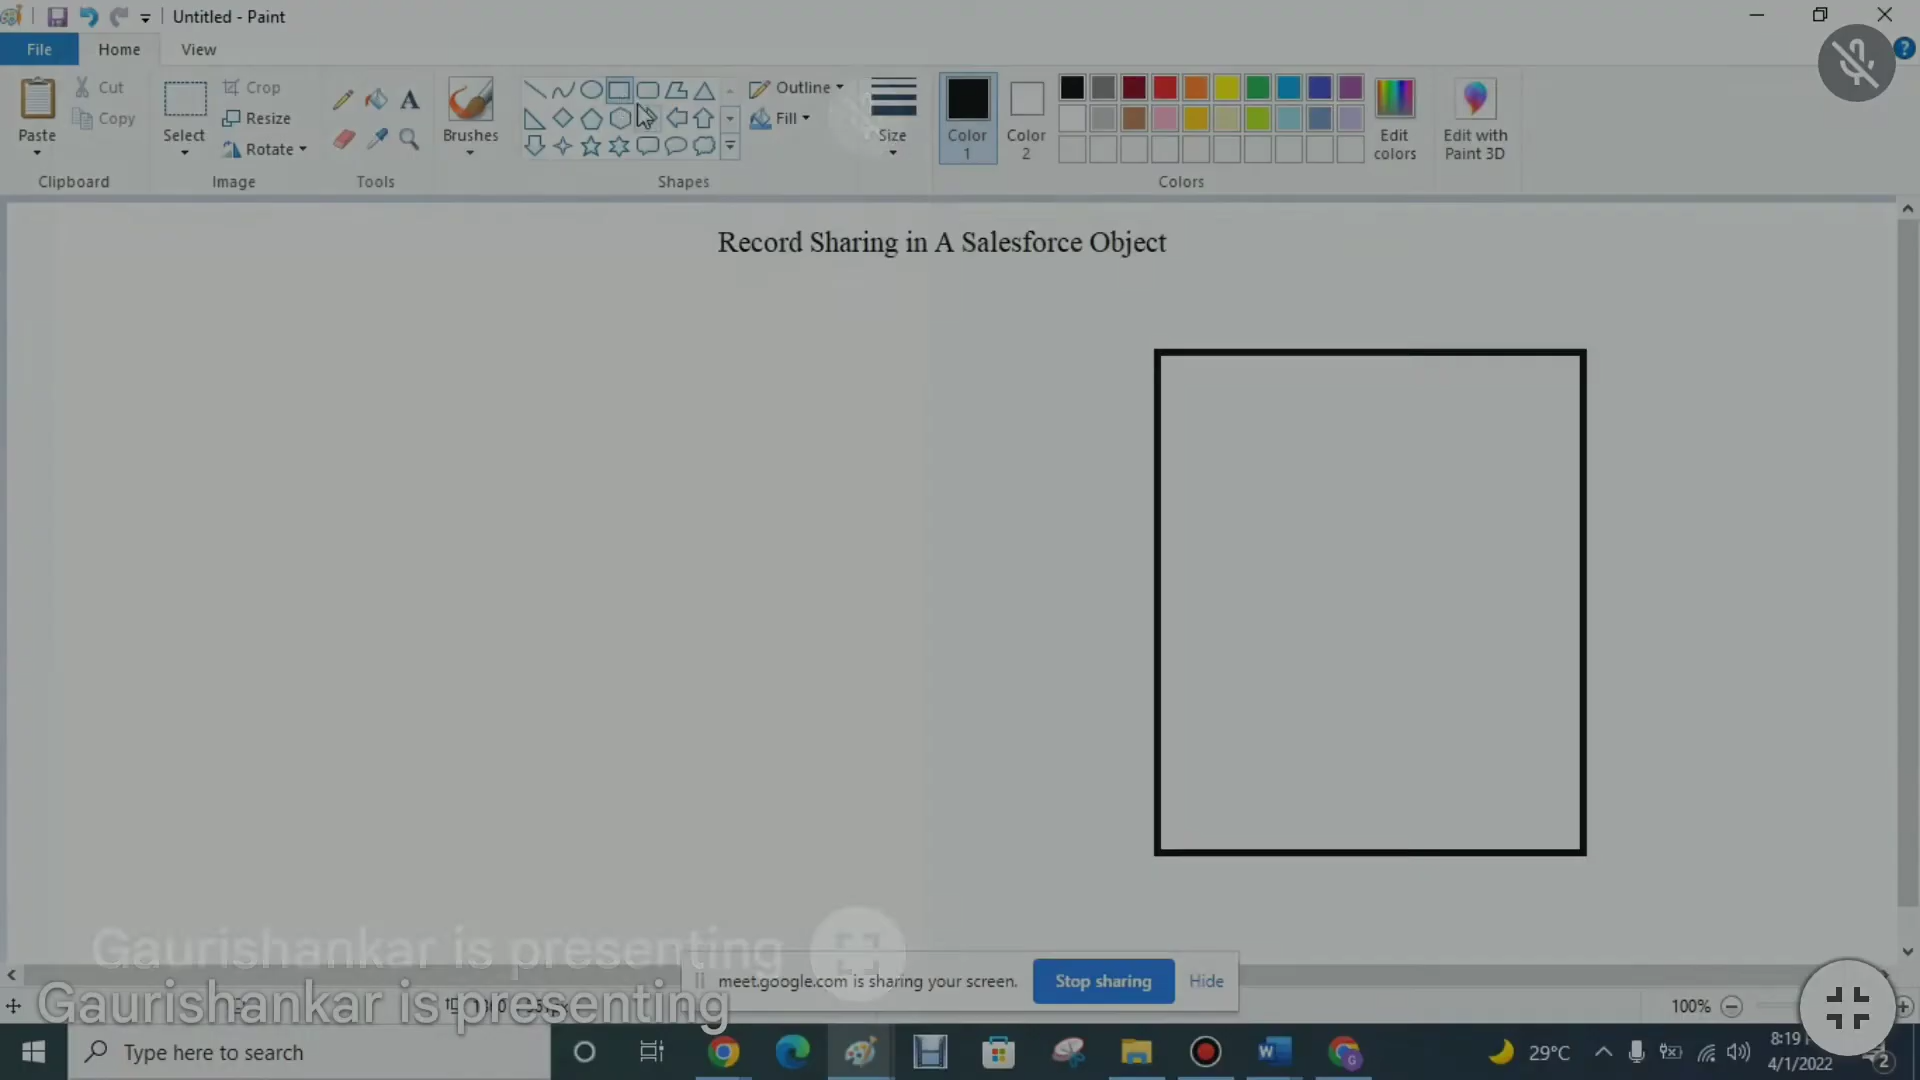 Untitled - Paint
File Home View
Paste Cut Copy Select Crop Resize Rotate Brushes Outline Fill Size Color 1 Color 2 Edit colors Edit with Paint 3D
Clipboard Image Tools Shapes Colors
Record Sharing in A Salesforce Object
Gaurishankar is presenting
meet.google.com is sharing your screen. Stop sharing Hide
Gaurishankar is presenting
100%
Type here to search
29°C
8:19
4/1/2022
2